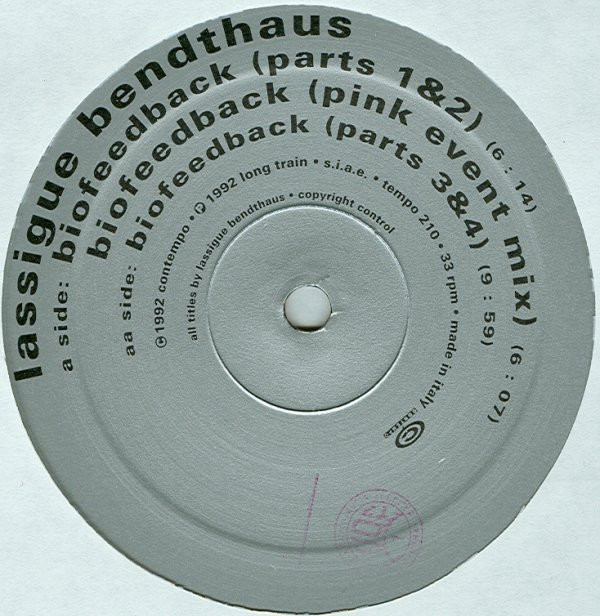 lassigue bendthaus
a side: biofeedback (parts 1&2) (6:14)
biofeedback (pink event mix) (6:07)
aa side: biofeedback (parts 3&4) (9:59)
©1992 contempo • ℗ 1992 long train • s.i.a.e. • tempo 210 • 33 rpm • made in italy
all titles by lassigue bendthaus • copyright control